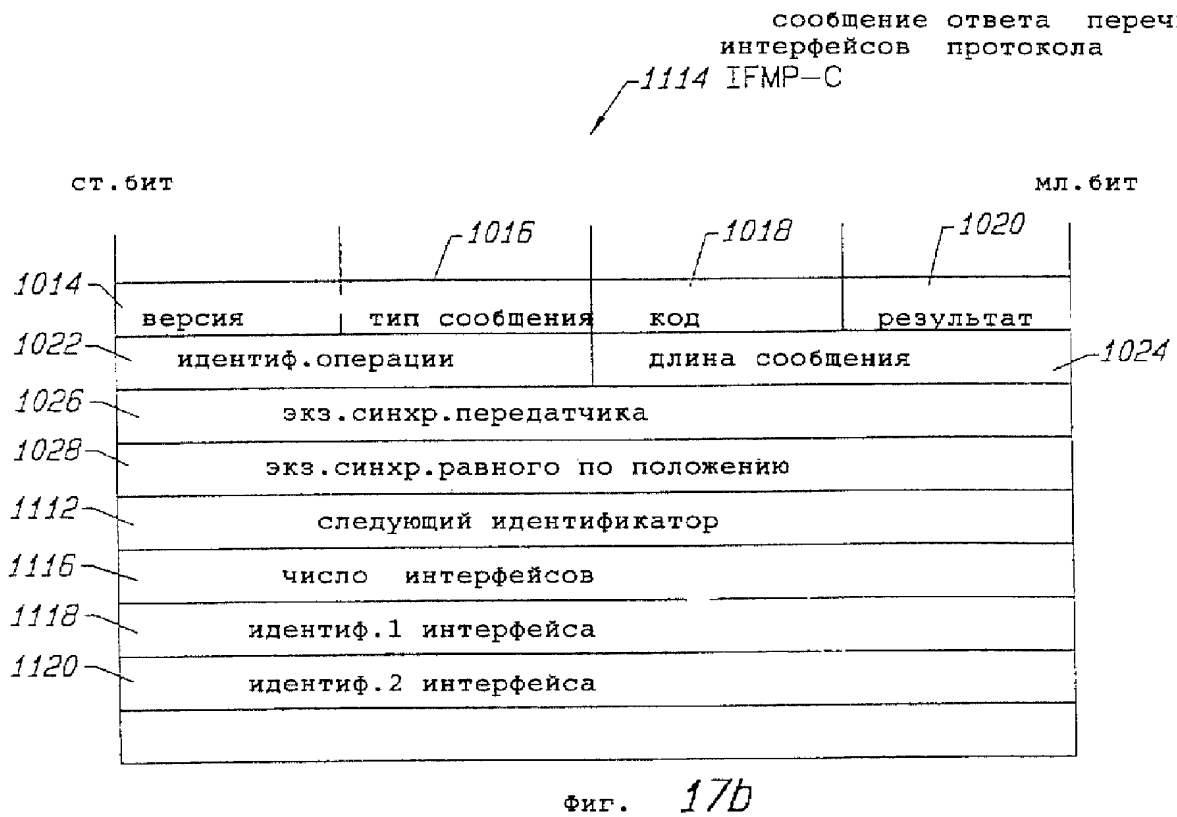 сообщение ответа
интерфейсов протокола
1114 IFMP-C
ст.бит мл.бит
1016 1018 1020
1014
версия тип сообщения код результат
1022 идентиф.операции длина сообщения 1024
1026 экз.синхр.передатчика
1028 экз.синхр.равного по положению
1112 следующий идентификатор
1116 число интерфейсов
1118 идентиф.1 интерфейса
1120 идентиф.2 интерфейса
Фиг. 17b